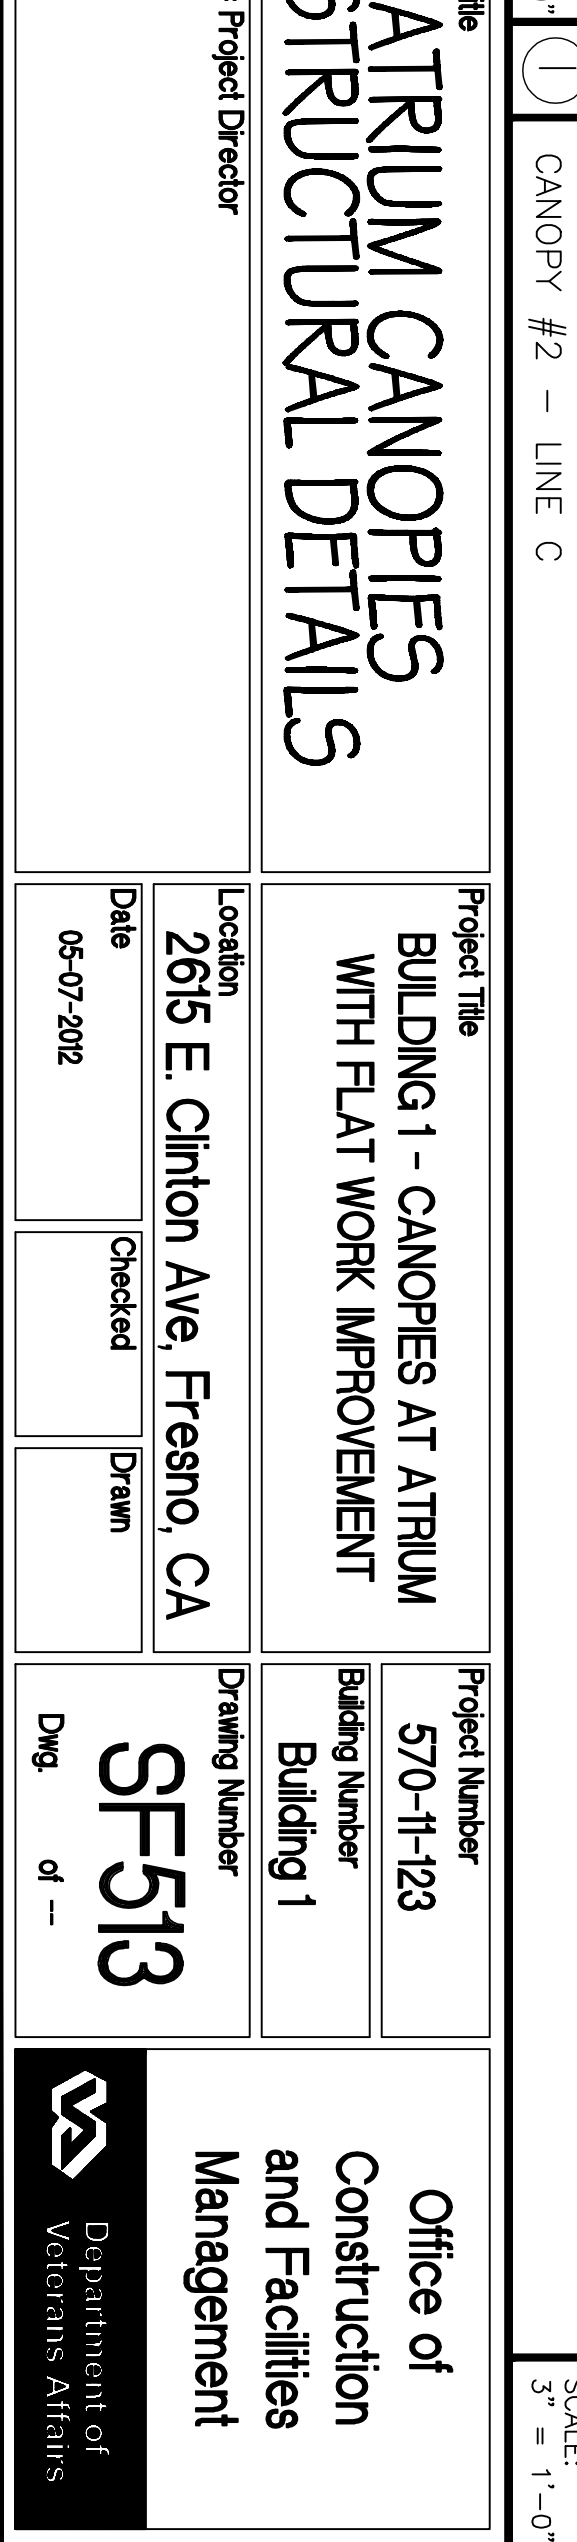 1
CANOPY #2 - LINE C
SCALE:
3" = 1'-0"
ATRIUM CANOPIES
STRUCTURAL DETAILS
Project Director
Project Title
BUILDING 1 - CANOPIES AT ATRIUM
WITH FLAT WORK IMPROVEMENT
Location
2615 E. Clinton Ave, Fresno, CA
Date
05-07-2012
Checked
Drawn
Project Number
570-11-123
Building Number
Building 1
Drawing Number
SF513
Dwg. of --
Office of
Construction
and Facilities
Management
VA
Department of
Veterans Affairs